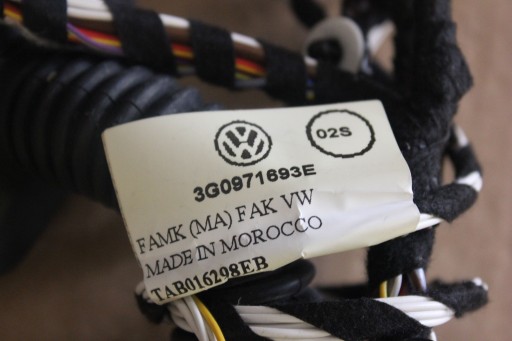 02S
3G0971693E
FAMK (MA) FAK VW
MADE IN MOROCCO
TAB016298EB